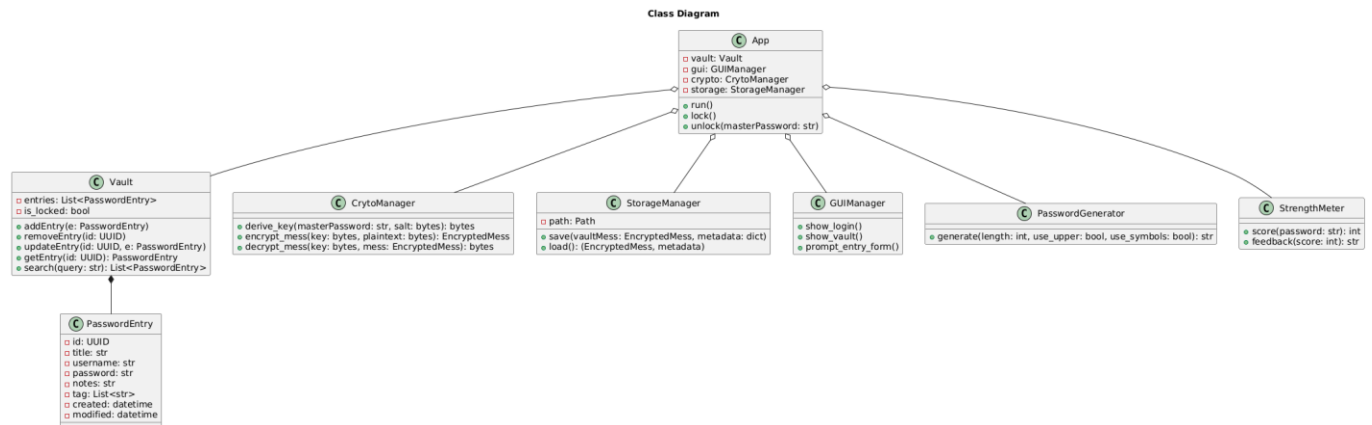 Class Diagram
C App
vault: Vault
gui: GUIManager
crypto: CrytoManager
storage: StorageManager
run()
lock()
unlock(masterPassword: str)
C Vault
entries: List<PasswordEntry>
is_locked: bool
addEntry(e: PasswordEntry)
removeEntry(id: UUID)
updateEntry(id: UUID, e: PasswordEntry)
getEntry(id: UUID): PasswordEntry
search(query: str): List<PasswordEntry>
C CrytoManager
derive_key(masterPassword: str, salt: bytes): bytes
encrypt_mess(key: bytes, plaintext: bytes): EncryptedMess
decrypt_mess(key: bytes, mess: EncryptedMess): bytes
C StorageManager
path: Path
save(vaultMess: EncryptedMess, metadata: dict)
load(): (EncryptedMess, metadata)
C GUIManager
show_login()
show_vault()
prompt_entry_form()
C PasswordGenerator
generate(length: int, use_upper: bool, use_symbols: bool): str
C StrengthMeter
score(password: str): int
feedback(score: int): str
C PasswordEntry
id: UUID
title: str
username: str
password: str
notes: str
tag: List<str>
created: datetime
modified: datetime